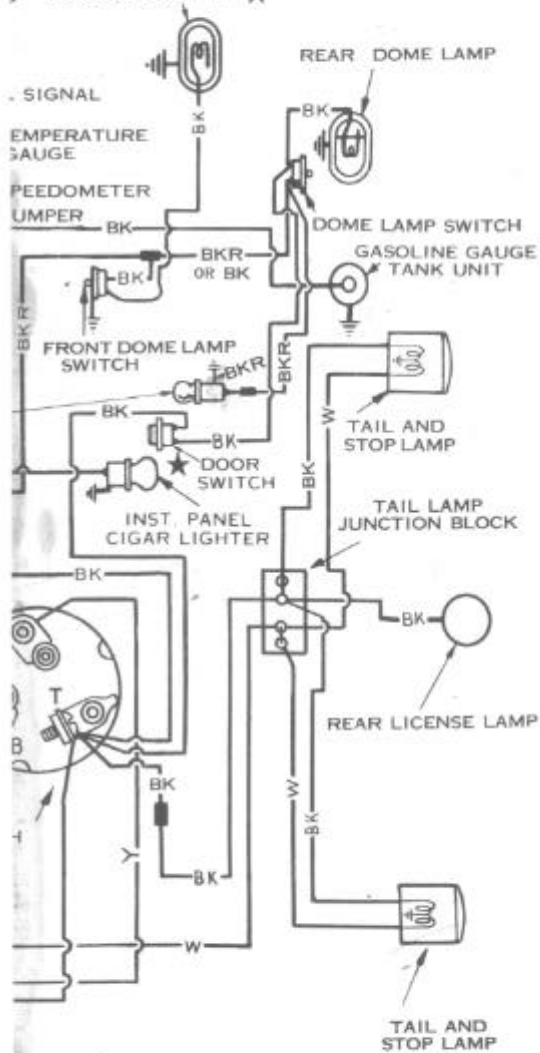 REAR DOME LAMP
BK
BK
SIGNAL
EMPERATURE
GAUGE
PEEDOMETER
UMPER
BK
DOME LAMP SWITCH
BKR
OR BK
BK
GASOLINE GAUGE
TANK UNIT
BKR
FRONT DOME LAMP
SWITCH
BKR
BKR
BK
BK
W
TAIL AND
STOP LAMP
BK
DOOR
SWITCH
INST. PANEL
CIGAR LIGHTER
TAIL LAMP
JUNCTION BLOCK
BK
BK
REAR LICENSE LAMP
T
B
BK
H
W
BK
Y
BK
W
TAIL AND
STOP LAMP